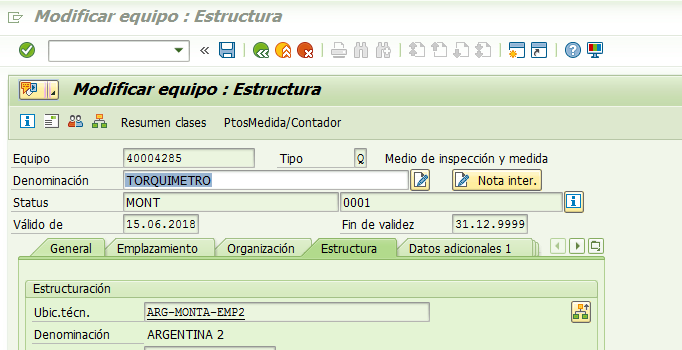 Modificar equipo : Estructura
Modificar equipo : Estructura
Resumen clases PtosMedida/Contador
Equipo 40004285 Tipo Q Medio de inspección y medida
Denominación TORQUIMETRO Nota inter.
Status MONT 0001
Válido de 15.06.2018 Fin de validez 31.12.9999
General Emplazamiento Organización Estructura Datos adicionales 1
Estructuración
Ubic.técn. ARG-MONTA-EMP2
Denominación ARGENTINA 2